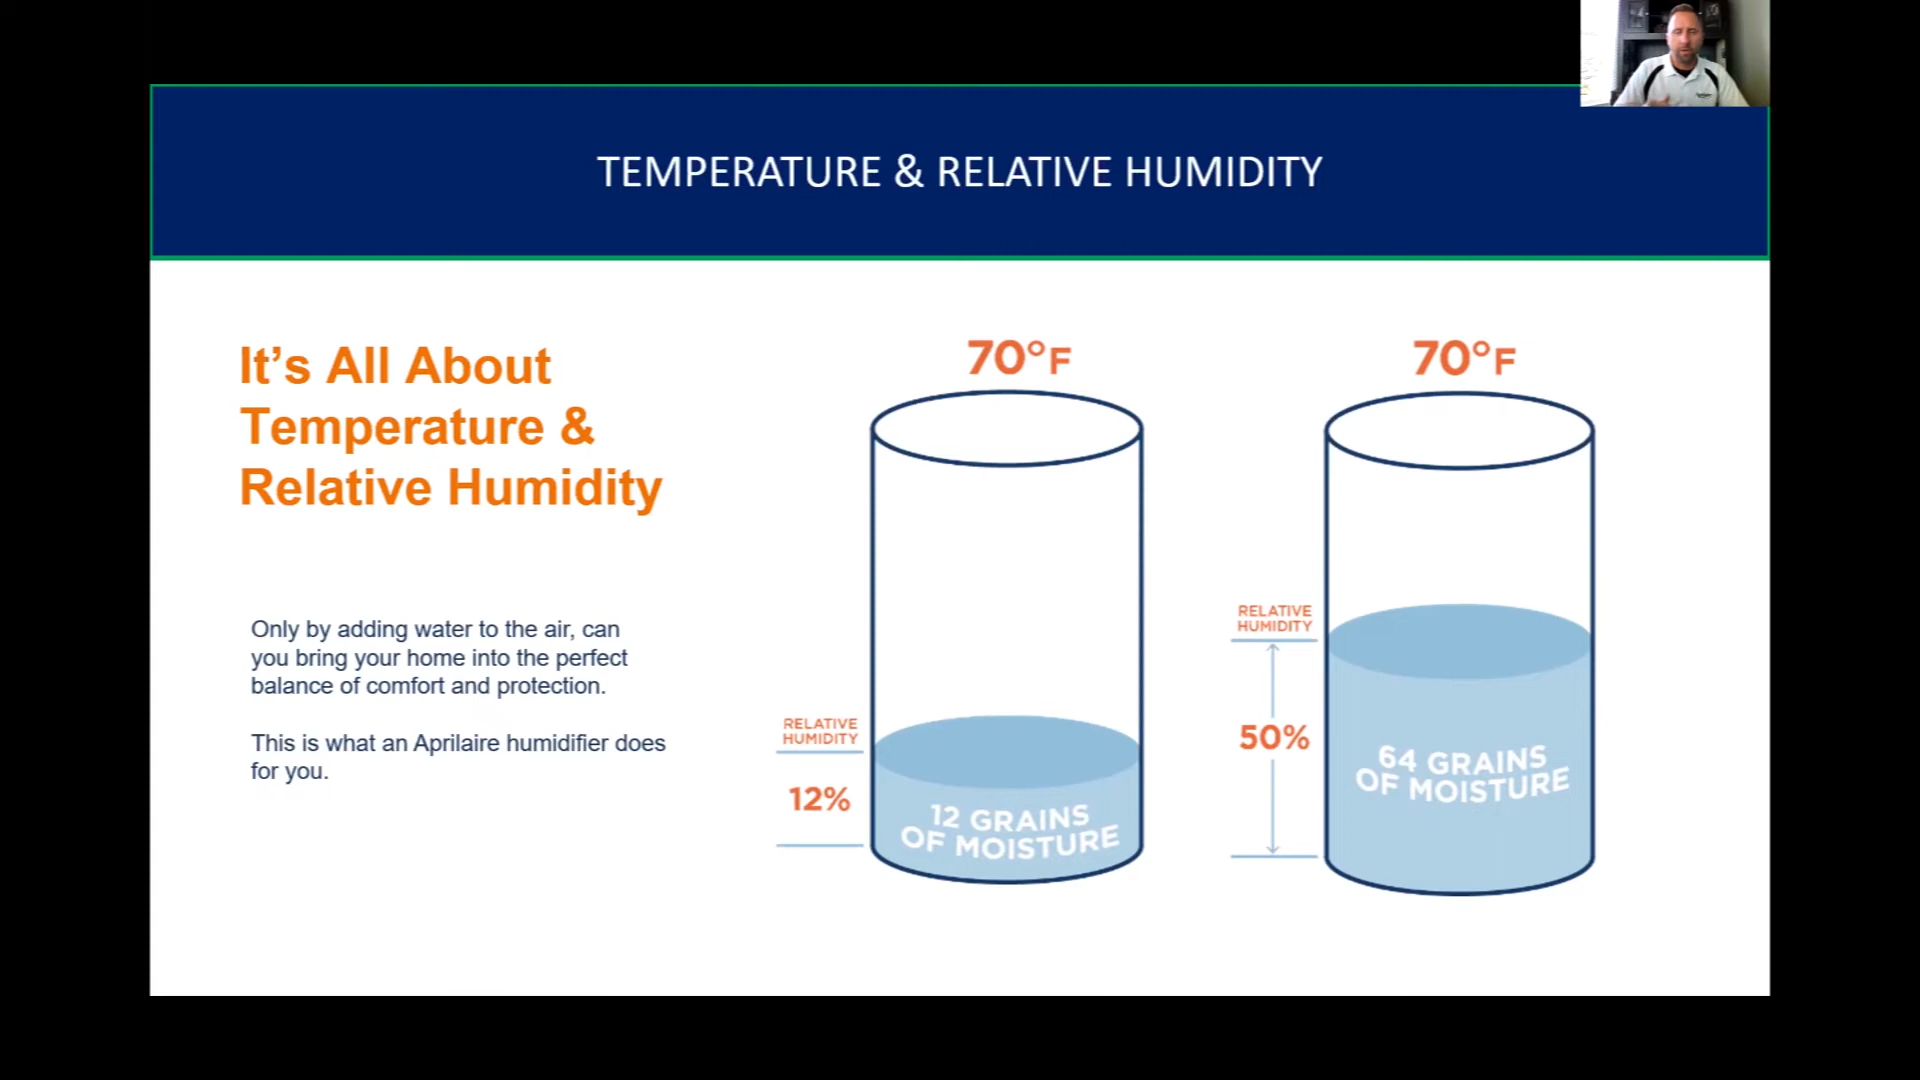 TEMPERATURE & RELATIVE HUMIDITY
It’s All About
Temperature &
Relative Humidity
Only by adding water to the air, can
you bring your home into the perfect
balance of comfort and protection.
This is what an Aprilaire humidifier does
for you.
70°F
RELATIVE
HUMIDITY
12%
12 GRAINS
OF MOISTURE
70°F
RELATIVE
HUMIDITY
50%
64 GRAINS
OF MOISTURE